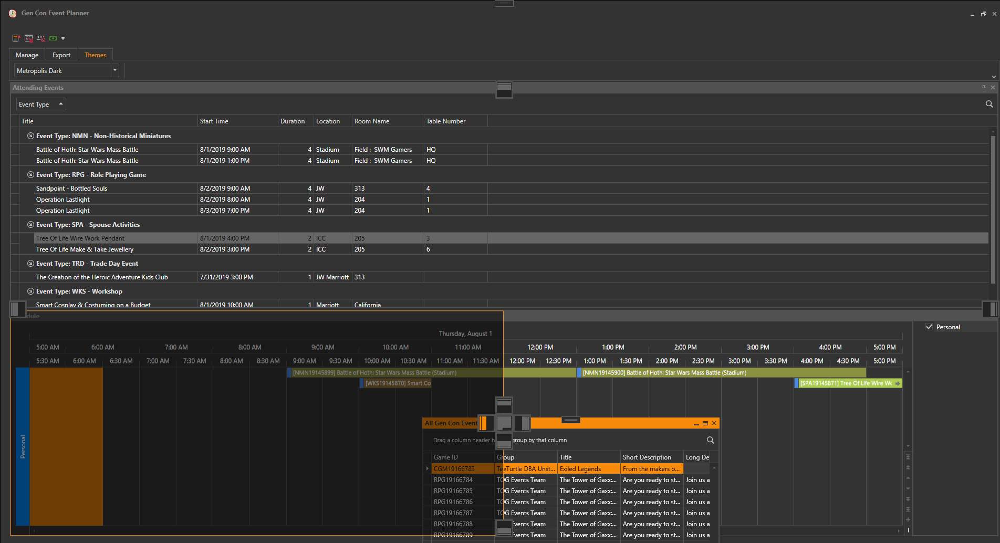 Gen Con Event Planner
Manage Export Themes
Metropolis Dark
Attending Events
Event Type
Title Start Time Duration Location Room Name Table Number
Event Type: NMN - Non-Historical Miniatures
Battle of Hoth: Star Wars Mass Battle 8/1/2019 9:00 AM 4 Stadium Field : SWM Gamers HQ
Battle of Hoth: Star Wars Mass Battle 8/1/2019 1:00 PM 4 Stadium Field : SWM Gamers HQ
Event Type: RPG - Role Playing Game
Sandpoint - Bottled Souls 8/2/2019 9:00 AM 4 JW 313 4
Operation Lastlight 8/2/2019 8:00 AM 4 JW 204 1
Operation Lastlight 8/3/2019 7:00 PM 4 JW 204 1
Event Type: SPA - Spouse Activities
Tree Of Life Wire Work Pendant 8/1/2019 4:00 PM 2 ICC 205 3
Tree Of Life Make & Take Jewellery 8/2/2019 3:00 PM 2 ICC 205 6
Event Type: TRD - Trade Day Event
The Creation of the Heroic Adventure Kids Club 7/31/2019 3:00 PM 1 JW Marriott 313
Event Type: WKS - Workshop
Smart Cosplay & Costuming on a Budget 8/1/2019 10:00 AM 1 Marriott California
dule
Personal
Thursday, August 1
5:00 AM 6:00 AM 7:00 AM 8:00 AM 9:00 AM 10:00 AM 11:00 AM 12:00 PM 1:00 PM 2:00 PM 3:00 PM 4:00 PM 5:00 PM
5:30 AM 6:00 AM 6:30 AM 7:00 AM 7:30 AM 8:00 AM 8:30 AM 9:00 AM 9:30 AM 10:00 AM 10:30 AM 11:00 AM 11:30 AM 12:00 PM 12:30 PM 1:00 PM 1:30 PM 2:00 PM 2:30 PM 3:00 PM 3:30 PM 4:00 PM 4:30 PM 5:00 PM
[NMN19145899] Battle of Hoth: Star Wars Mass Battle (Stadium) [NMN19145900] Battle of Hoth: Star Wars Mass Battle (Stadium)
[WKS19145870] Smart Co [SPA19145871] Tree Of Life Wire Wo
Personal
All Gen Con Event
Drag a column header he group by that column
Game ID Group Title Short Description Long De
CGM19166783 TeeTurtle DBA Unst... Exiled Legends From the makers o...
RPG19166784 TOG Events Team The Tower of Gaxx:... Are you ready to st... Join us a
RPG19166785 TOG Events Team The Tower of Gaxx:... Are you ready to st... Join us a
RPG19166786 TOG Events Team The Tower of Gaxx:... Are you ready to st... Join us a
RPG19166787 TOG Events Team The Tower of Gaxx:... Are you ready to st... Join us a
RPG19166788 Events Team The Tower of Gaxx:... Are you ready to st... Join us a
RPG19166789 Events Team The Tower of Gaxx:... Are you ready to st... Join us a